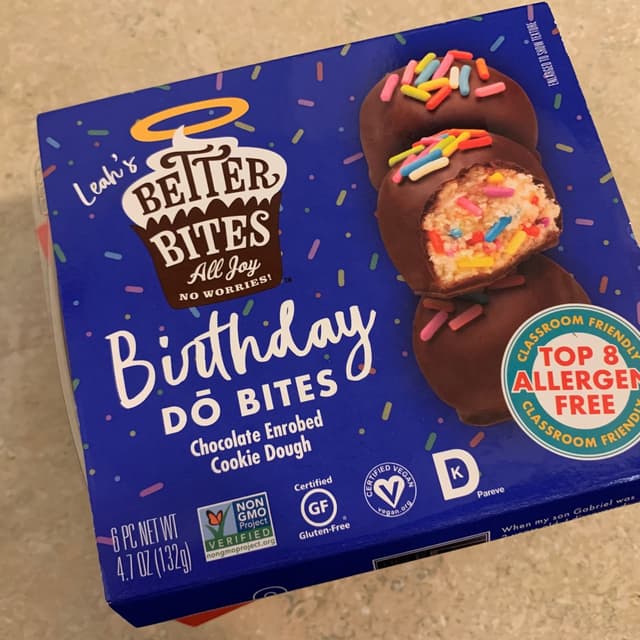 ENLARGED TO SHOW TEXTURE
Leah's
BETTER
BITES
All Joy
NO WORRIES!
TM
Birthday
DŌ BITES
Chocolate Enrobed
Cookie Dough
CLASSROOM FRIENDLY
TOP 8
ALLERGEN
FREE
CLASSROOM FRIENDLY
6 PC NET WT
4.7 OZ (132g)
NON
GMO
Project
VERIFIED
nongmoproject.org
Certified
GF
Gluten-Free
CERTIFIED VEGAN
vegan.org
D
K
Pareve
When my son Gabriel was